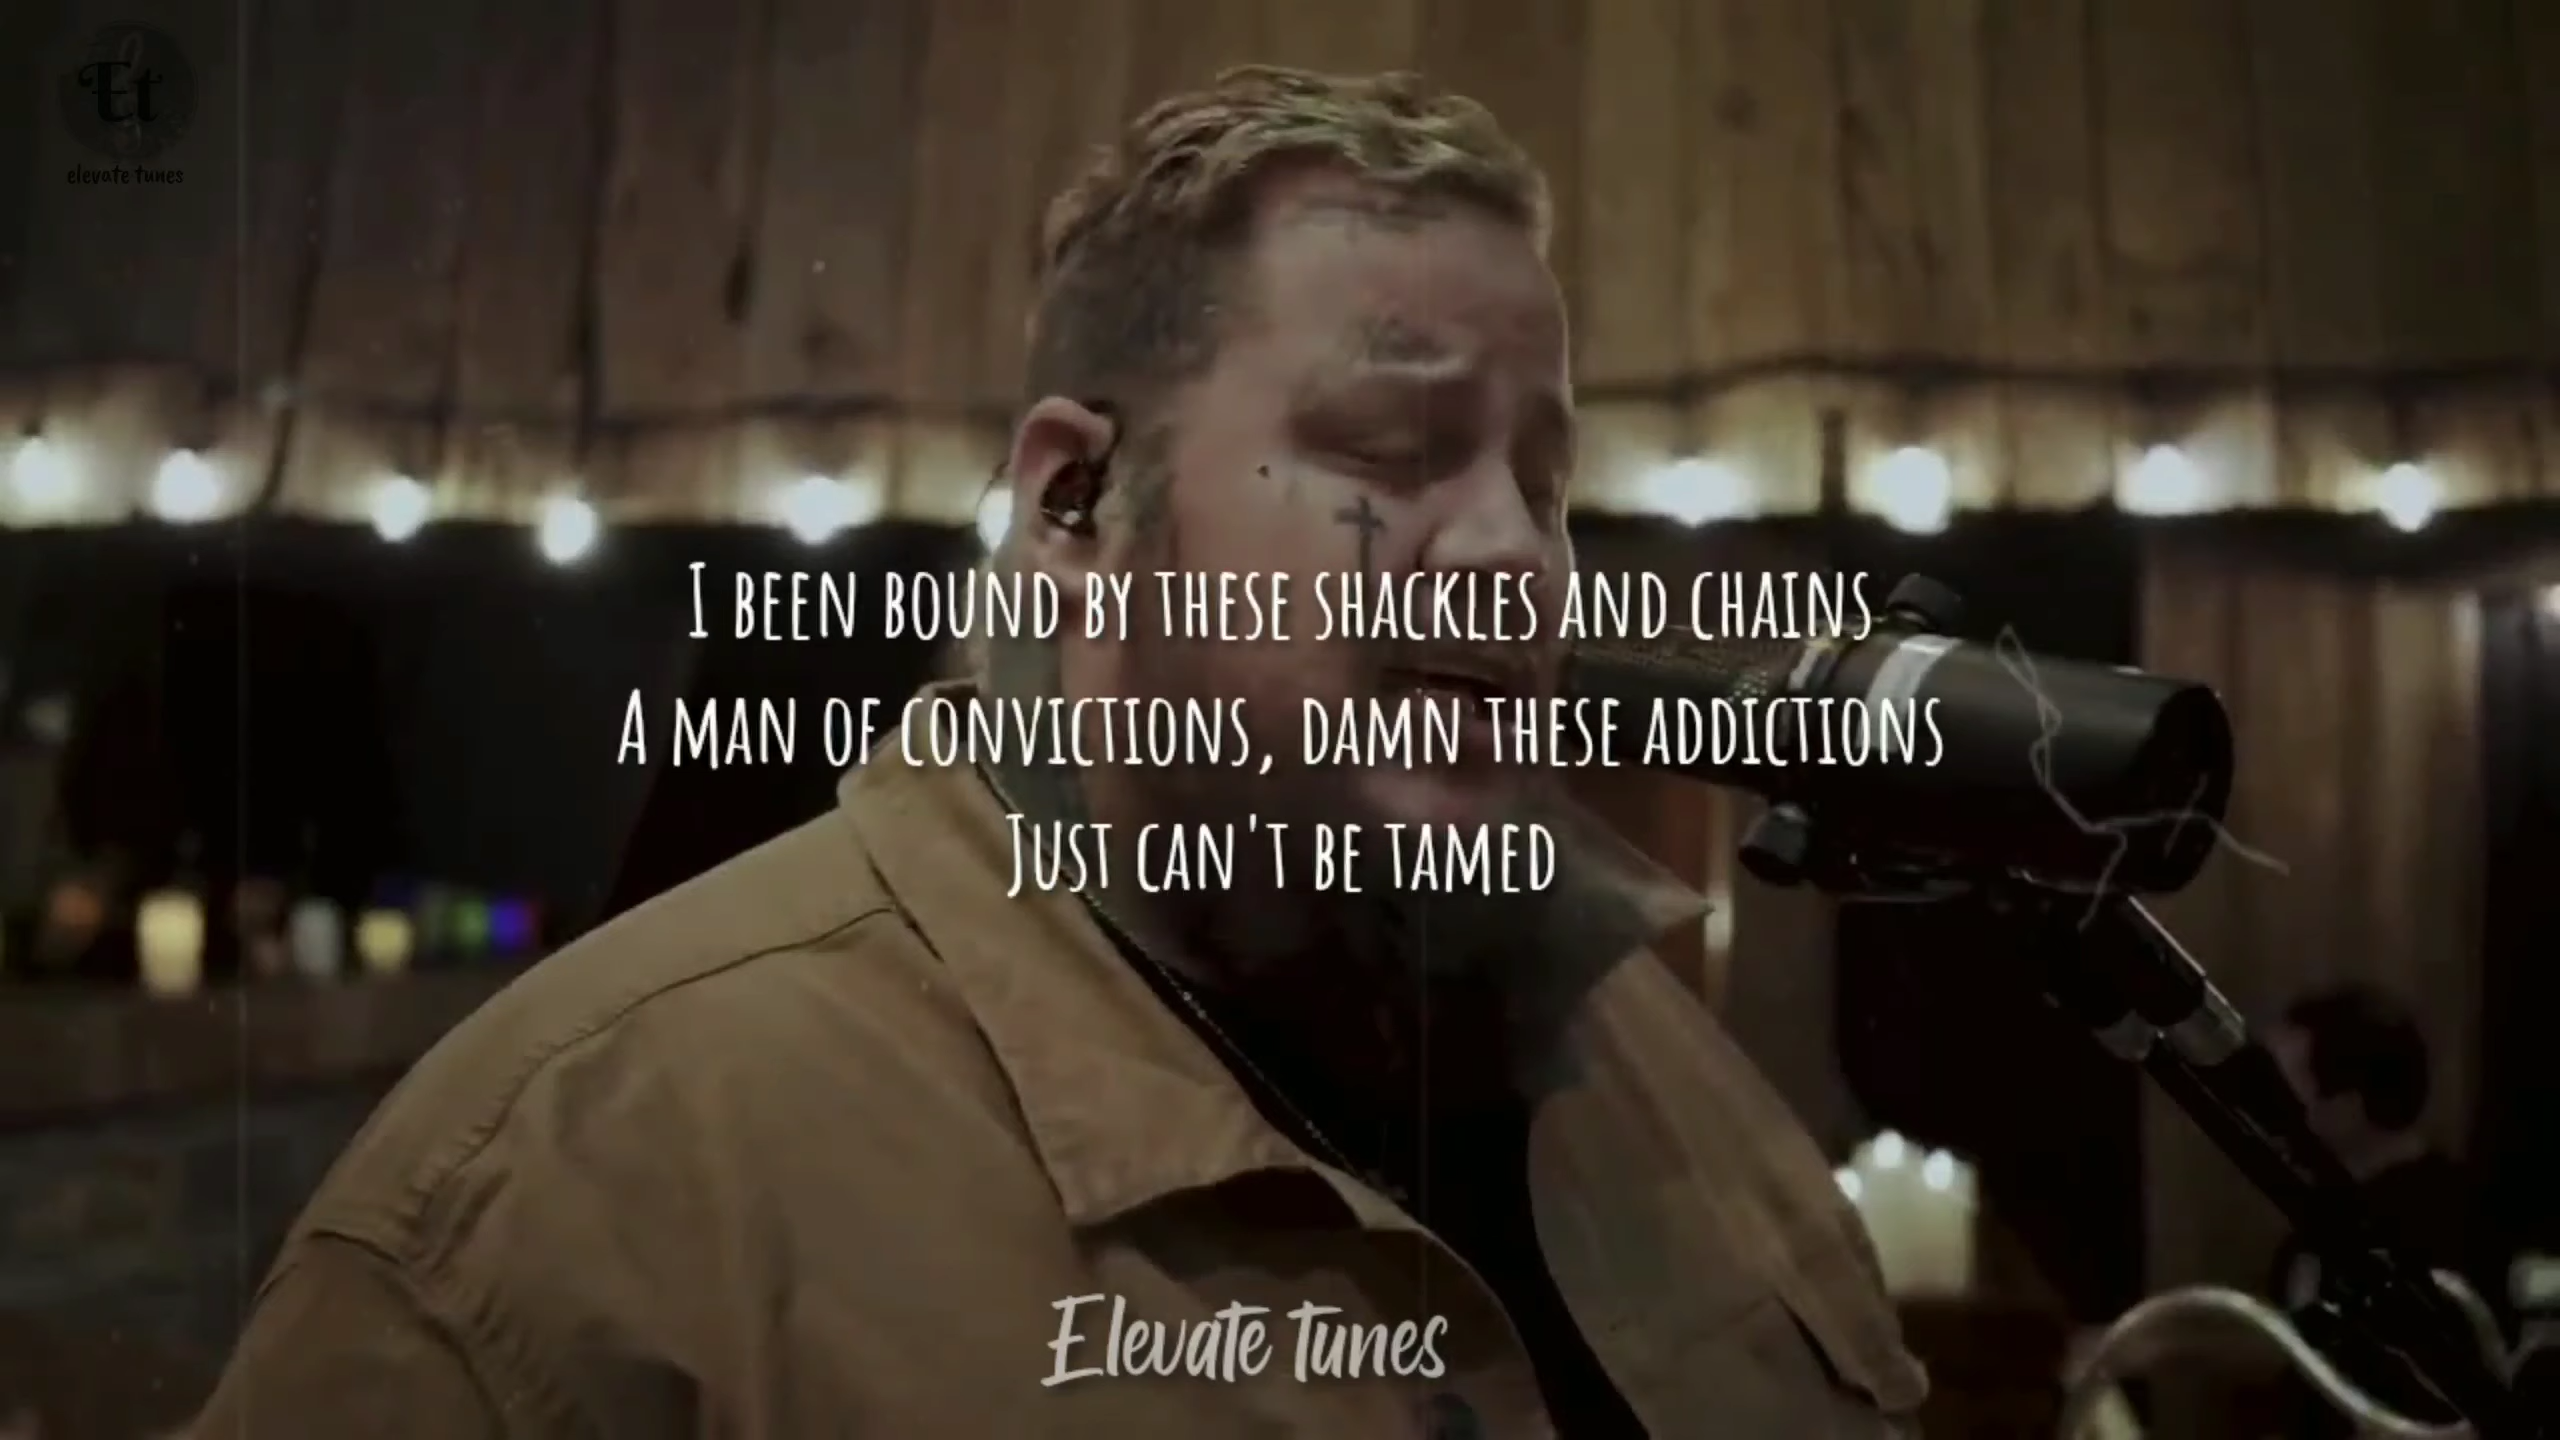 Et
elevate tunes
I BEEN BOUND BY THESE SHACKLES AND CHAINS
A MAN OF CONVICTIONS, DAMN THESE ADDICTIONS
JUST CAN'T BE TAMED
Elevate tunes